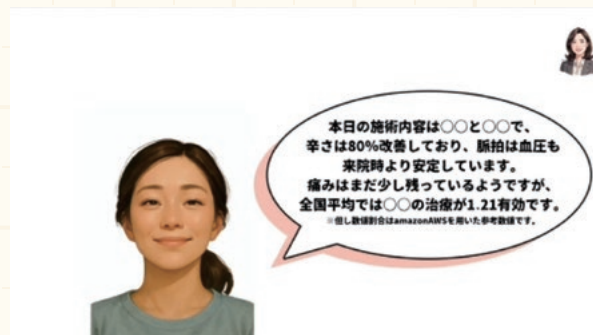 本日の施術内容は○○と○○で、
辛さは80%改善しており、脈拍は血圧も
来院時より安定しています。
痛みはまだ少し残っているようですが、
全国平均では○○の治療が1.21有効です。
※但し数値割合はamazonAWSを用いた参考数値です。